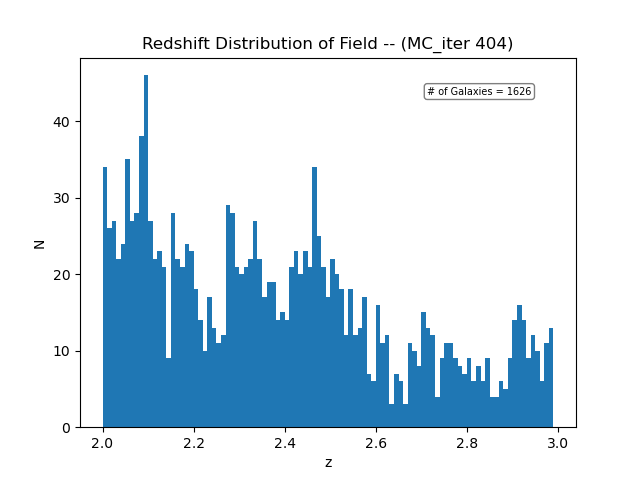 Redshift Distribution of Field -- (MC_iter 404)
# of Galaxies = 1626
N
40
30
20
10
0
2.0 2.2 2.4 2.6 2.8 3.0
z